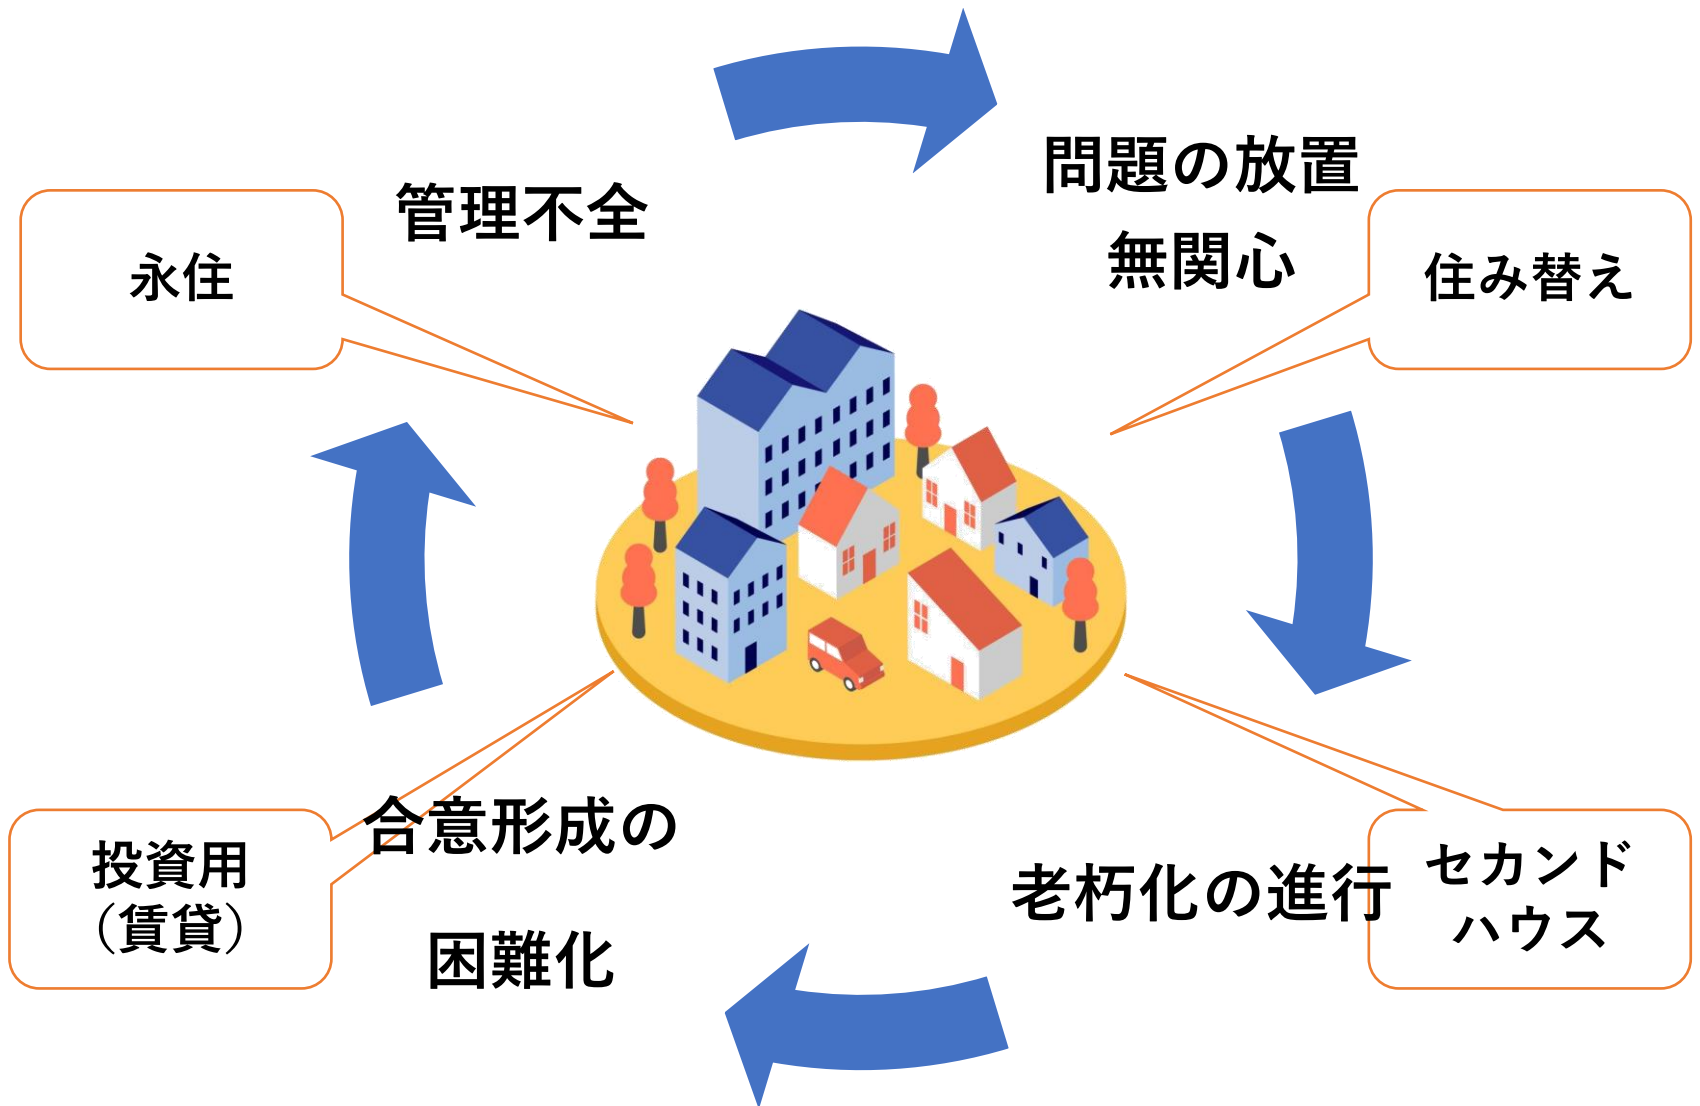 管理不全
問題の放置
無関心
永住
住み替え
合意形成の
困難化
老朽化の進行
投資用
（賃貸）
セカンド
ハウス